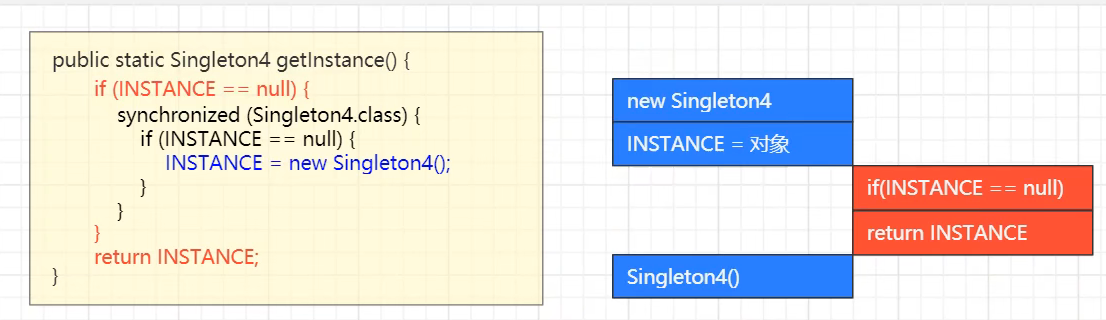 public static Singleton4 getInstance() {
if (INSTANCE == null) {
synchronized (Singleton4.class) {
if (INSTANCE == null) {
INSTANCE = new Singleton4();
}
}
}
return INSTANCE;
}
new Singleton4
INSTANCE = 对象
if(INSTANCE == null)
return INSTANCE
Singleton4()